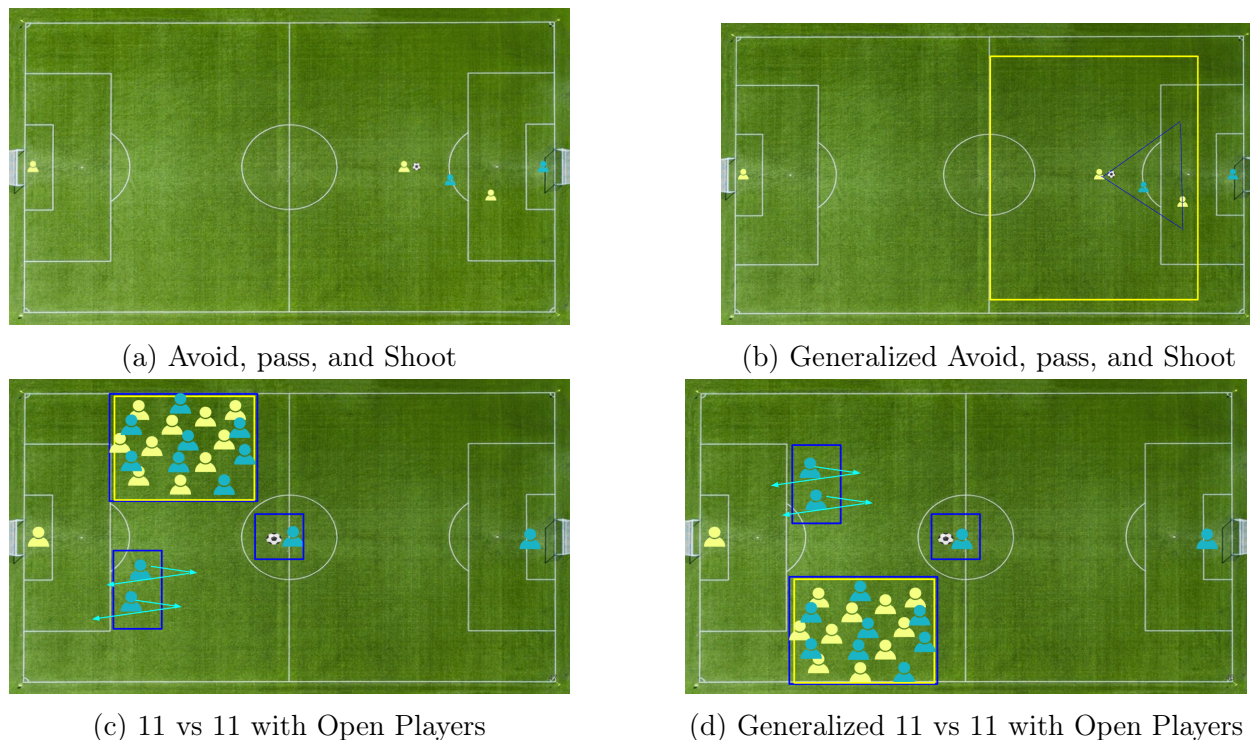 (a) Avoid, pass, and Shoot
(b) Generalized Avoid, pass, and Shoot
(c) 11 vs 11 with Open Players
(d) Generalized 11 vs 11 with Open Players